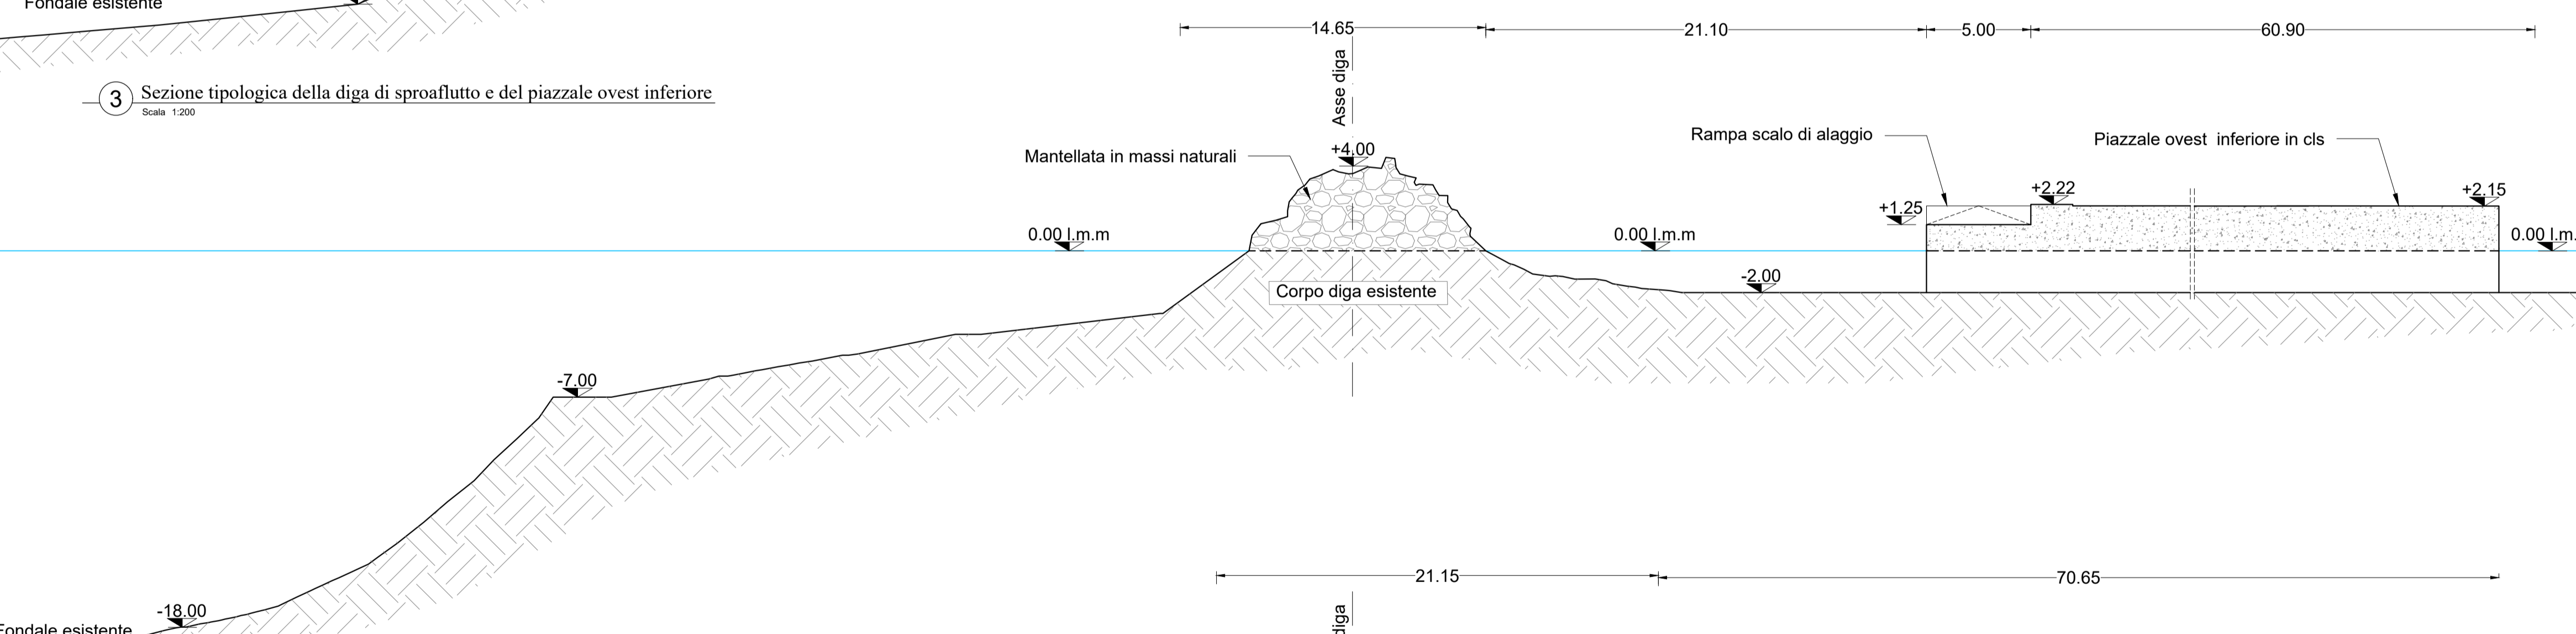 Fondale esistente
14.65
21.10
5.00
60.90
Asse diga
3
Sezione tipologica della diga di sproaflutto e del piazzale ovest inferiore
Scala 1:200
Mantellata in massi naturali
+4.00
Rampa scalo di alaggio
Piazzale ovest inferiore in cls
+1.25
+2.22
+2.15
0.00 l.m.m
0.00 l.m.m
0.00 l.m.
-2.00
Corpo diga esistente
-7.00
21.15
70.65
-18.00
Fondale esistente
diga